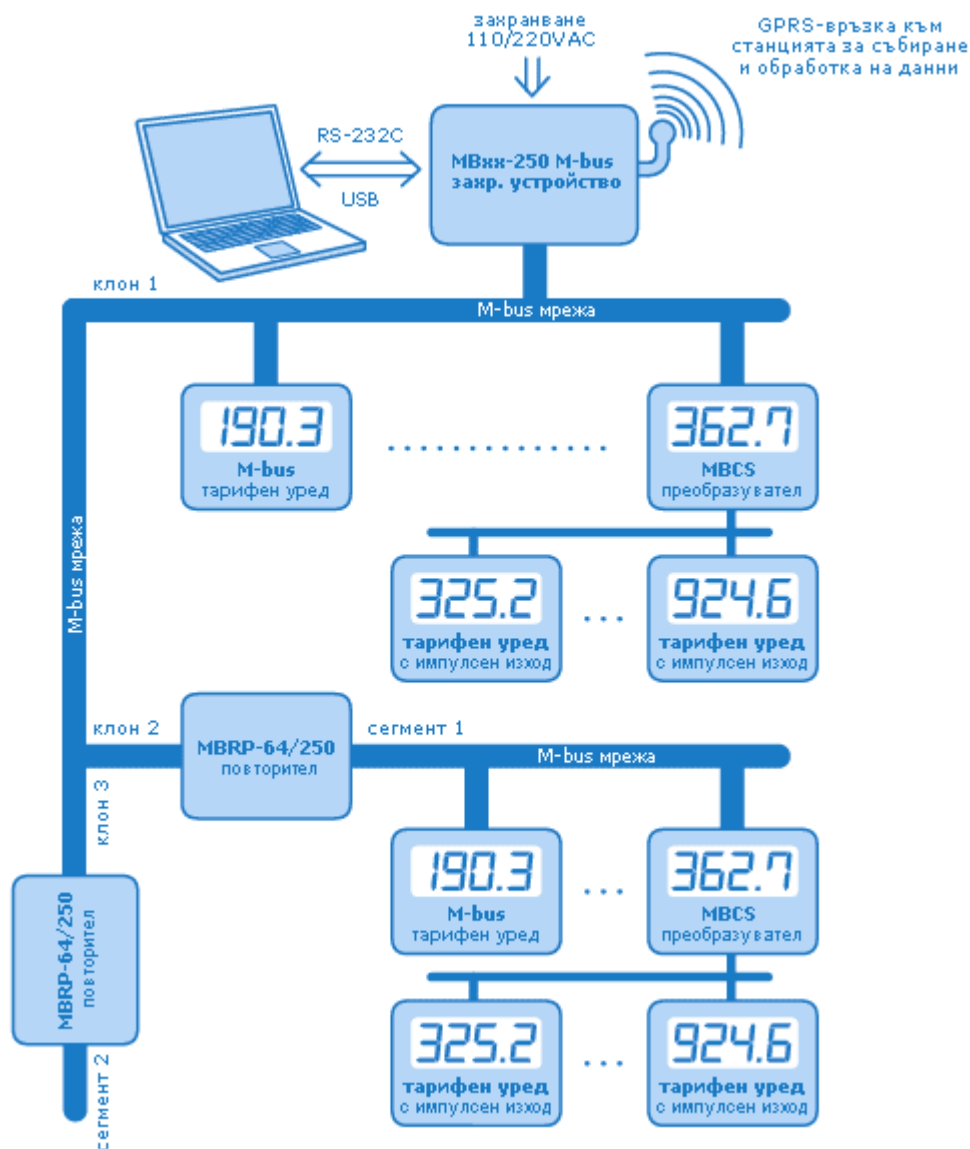 захранване
110/220VAC
GPRS-връзка към
станцията за събиране
и обработка на данни
RS-232C
USB
MBxx-250 M-bus
захр. устройство
клон 1
M-bus мрежа
190.3
M-bus
тарифен уред
362.7
MBCS
преобразувател
M-bus мрежа
325.2
тарифен уред
с импулсен изход
...
924.6
тарифен уред
с импулсен изход
клон 2
MBRP-64/250
повторител
сегмент 1
M-bus мрежа
клон 3
190.3
M-bus
тарифен уред
...
362.7
MBCS
преобразувател
MBRP-64/250
повторител
325.2
тарифен уред
с импулсен изход
...
924.6
тарифен уред
с импулсен изход
сегмент 2